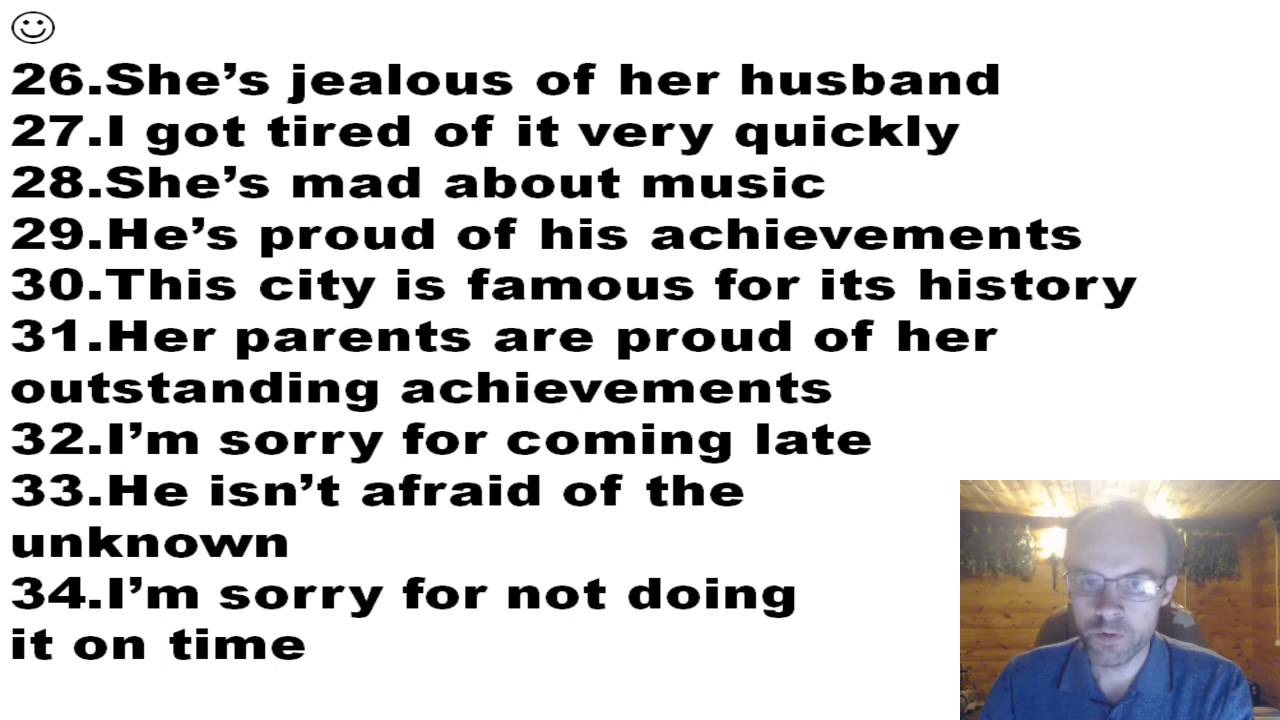 ☺
26.She’s jealous of her husband
27.I got tired of it very quickly
28.She’s mad about music
29.He’s proud of his achievements
30.This city is famous for its history
31.Her parents are proud of her
outstanding achievements
32.I’m sorry for coming late
33.He isn’t afraid of the
unknown
34.I’m sorry for not doing
it on time